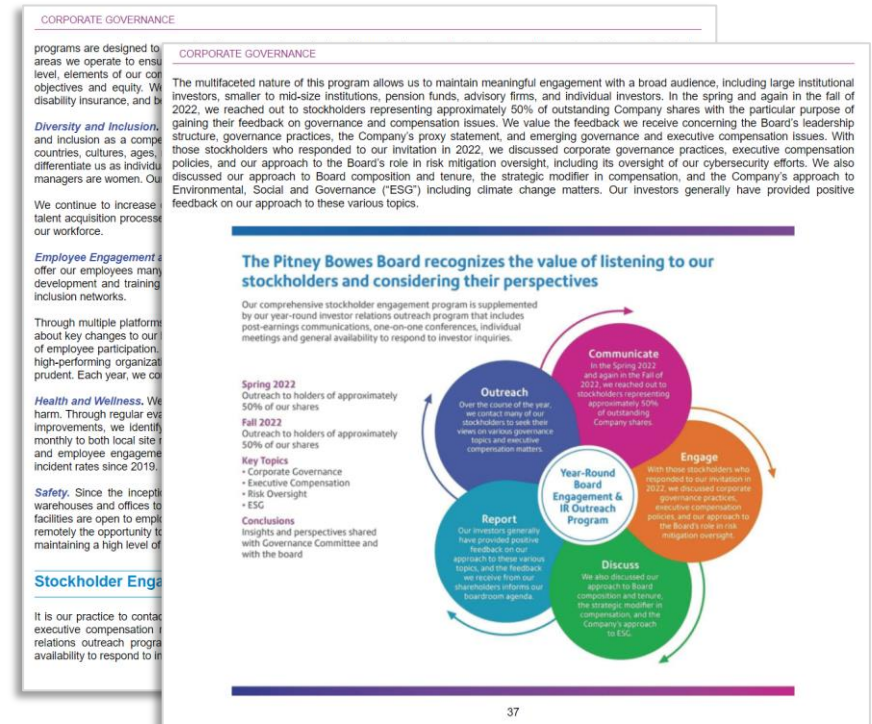 CORPORATE GOVERNANCE
programs are designed to
areas we operate to ensu
level, elements of our con
objectives and equity. We
disability insurance, and be
Diversity and Inclusion.
and inclusion as a compe
countries, cultures, ages,
differentiate us as individu
managers are women. Our
We continue to increase
talent acquisition processe
our workforce.
Employee Engagement a
offer our employees many
development and training
inclusion networks.
Through multiple platforms
about key changes to our
of employee participation.
high-performing organizat
prudent. Each year, we co
Health and Wellness. We
harm. Through regular eva
improvements, we identify
monthly to both local site
and employee engageme
incident rates since 2019.
Safety. Since the incepti
warehouses and offices to
facilities are open to emplo
remotely the opportunity to
maintaining a high level of
Stockholder Enga
It is our practice to contac
executive compensation
relations outreach progra
availability to respond to in
CORPORATE GOVERNANCE
The multifaceted nature of this program allows us to maintain meaningful engagement with a broad audience, including large institutional
investors, smaller to mid-size institutions, pension funds, advisory firms, and individual investors. In the spring and again in the fall of
2022, we reached out to stockholders representing approximately 50% of outstanding Company shares with the particular purpose of
gaining their feedback on governance and compensation issues. We value the feedback we receive concerning the Board's leadership
structure, governance practices, the Company's proxy statement, and emerging governance and executive compensation issues. With
those stockholders who responded to our invitation in 2022, we discussed corporate governance practices, executive compensation
policies, and our approach to the Board's role in risk mitigation oversight, including its oversight of our cybersecurity efforts. We also
discussed our approach to Board composition and tenure, the strategic modifier in compensation, and the Company's approach to
Environmental, Social and Governance ("ESG") including climate change matters. Our investors generally have provided positive
feedback on our approach to these various topics.
The Pitney Bowes Board recognizes the value of listening to our
stockholders and considering their perspectives
Our comprehensive stockholder engagement program is supplemented
by our year-round investor relations outreach program that includes
post-earnings communications, one-on-one conferences, individual
meetings and general availability to respond to investor inquiries.
Spring 2022
Outreach to holders of approximately
50% of our shares
Fall 2022
Outreach to holders of approximately
50% of our shares
Key Topics
• Corporate Governance
• Executive Compensation
• Risk Oversight
• ESG
Conclusions
Insights and perspectives shared
with Governance Committee and
with the board
Outreach
Over the course of the year,
we contact many of our
stockholders to seek their
views on various governance
topics and executive
compensation matters.
Communicate
In the Spring 2022
and again in the Fall of
2022, we reached out to
stockholders representing
approximately 50%
of outstanding
Company shares.
Engage
With those stockholders who
responded to our invitation in
2022, we discussed corporate
governance practices,
executive compensation
policies, and our approach to
the Board's role in risk
mitigation oversight.
Discuss
We also discussed our
approach to Board
composition and tenure,
the strategic modifier in
compensation, and the
Company's approach
to ESG.
Report
Our investors generally
have provided positive
feedback on our
approach to these various
topics, and the feedback
we receive from our
shareholders informs our
boardroom agenda.
Year-Round
Board
Engagement &
IR Outreach
Program
37